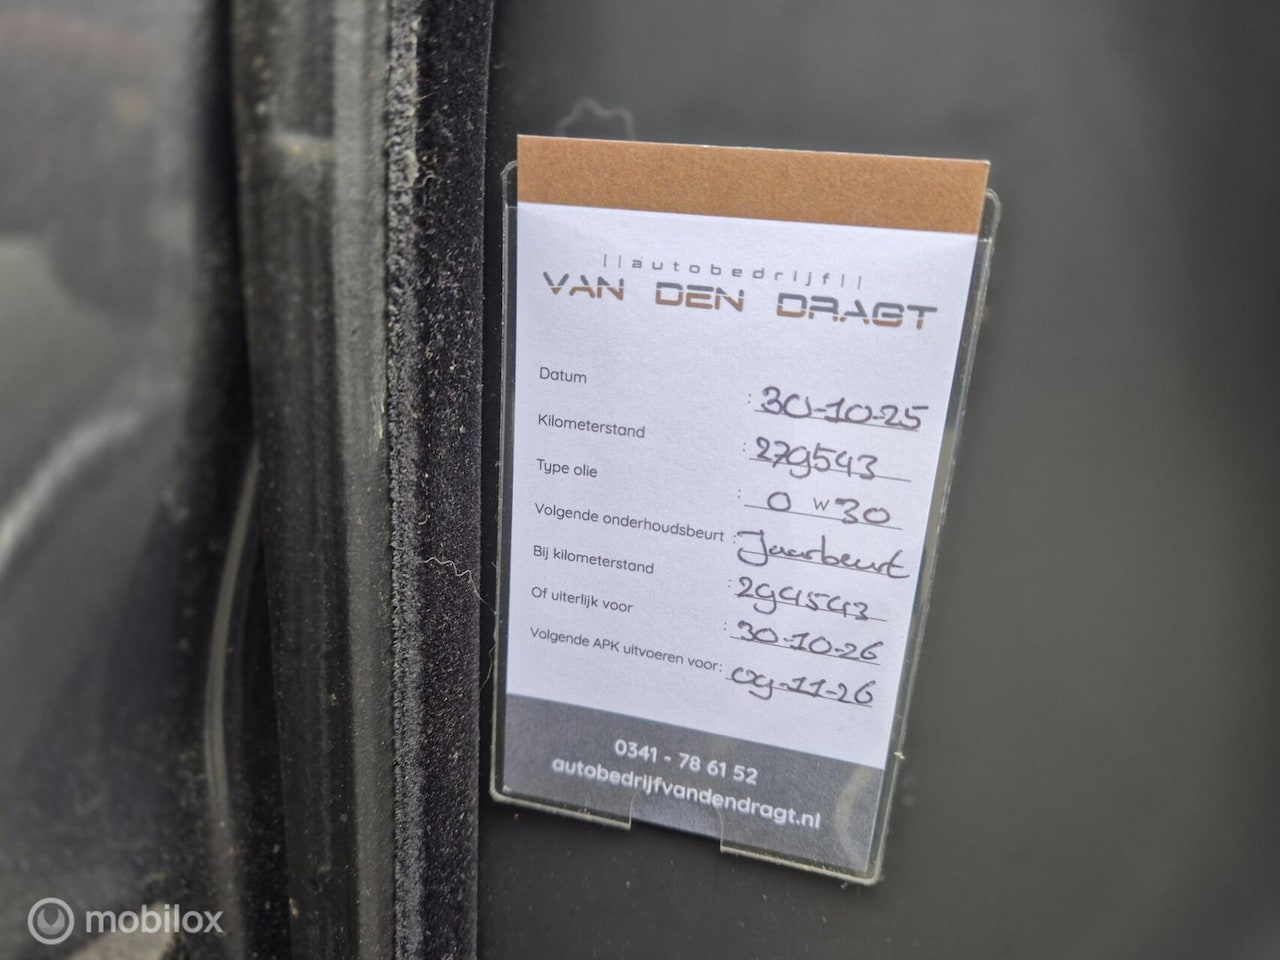 ||autobedrijf||
VAN DEN DRAGT
Datum : 30-10-25
Kilometerstand : 279543
Type olie : 0 W 30
Volgende onderhoudsbeurt : Jaarbeurt
Bij kilometerstand : 294543
Of uiterlijk voor : 30-10-26
Volgende APK uitvoeren voor: 09-11-26
0341 - 78 61 52
autobedrijfvandendragt.nl
mobilox